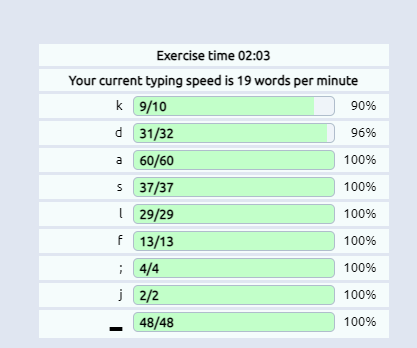 Exercise time 02:03
Your current typing speed is 19 words per minute
k 9/10 90%
d 31/32 96%
a 60/60 100%
s 37/37 100%
l 29/29 100%
f 13/13 100%
; 4/4 100%
j 2/2 100%
_ 48/48 100%